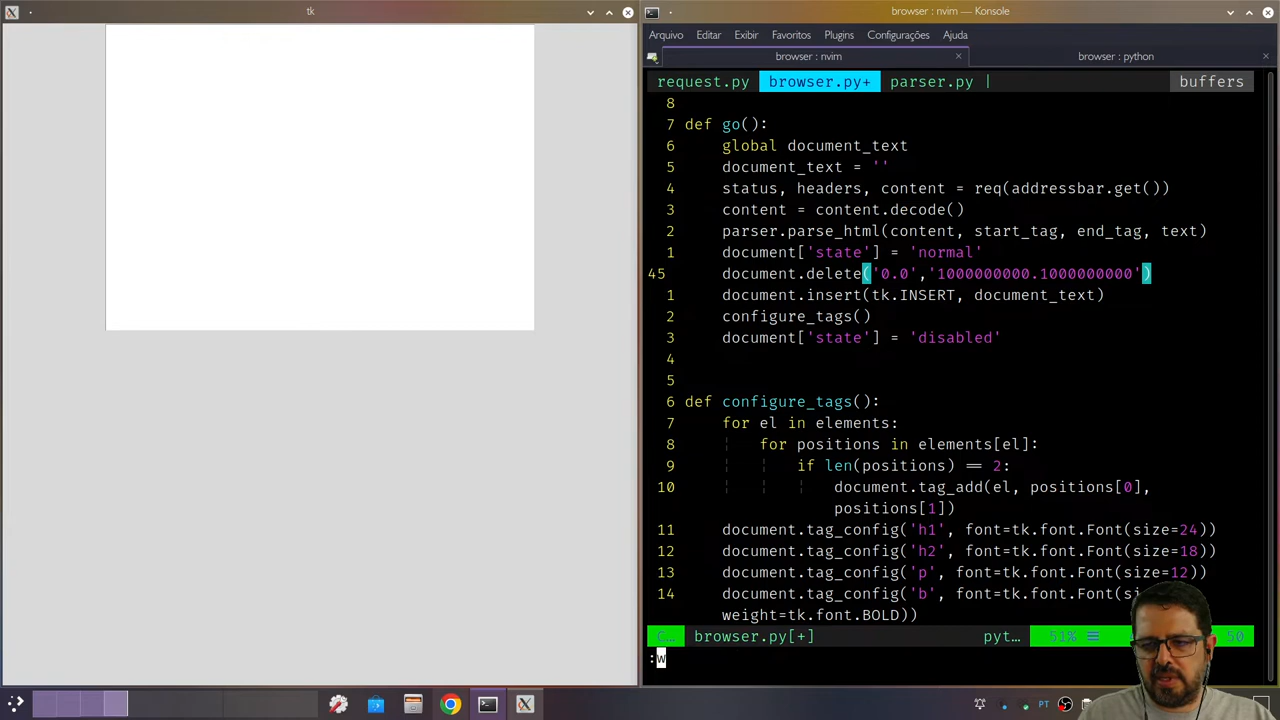 tk
browser : nvim — Konsole
Arquivo Editar Exibir Favoritos Plugins Configurações Ajuda
browser : nvim
browser : python
request.py browser.py+ parser.py | buffers
8
7 def go():
6 global document_text
5 document_text = ''
4 status, headers, content = req(addressbar.get())
3 content = content.decode()
2 parser.parse_html(content, start_tag, end_tag, text)
1 document['state'] = 'normal'
45 document.delete('0.0','1000000000.1000000000')
1 document.insert(tk.INSERT, document_text)
2 configure_tags()
3 document['state'] = 'disabled'
4
5
6 def configure_tags():
7 for el in elements:
8 for positions in elements[el]:
9 if len(positions) == 2:
10 document.tag_add(el, positions[0],
positions[1])
11 document.tag_config('h1', font=tk.font.Font(size=24))
12 document.tag_config('h2', font=tk.font.Font(size=18))
13 document.tag_config('p', font=tk.font.Font(size=12))
14 document.tag_config('b', font=tk.font.Font(
weight=tk.font.BOLD))
C… browser.py[+] pyt… 51% ☰ 50
:w
PT